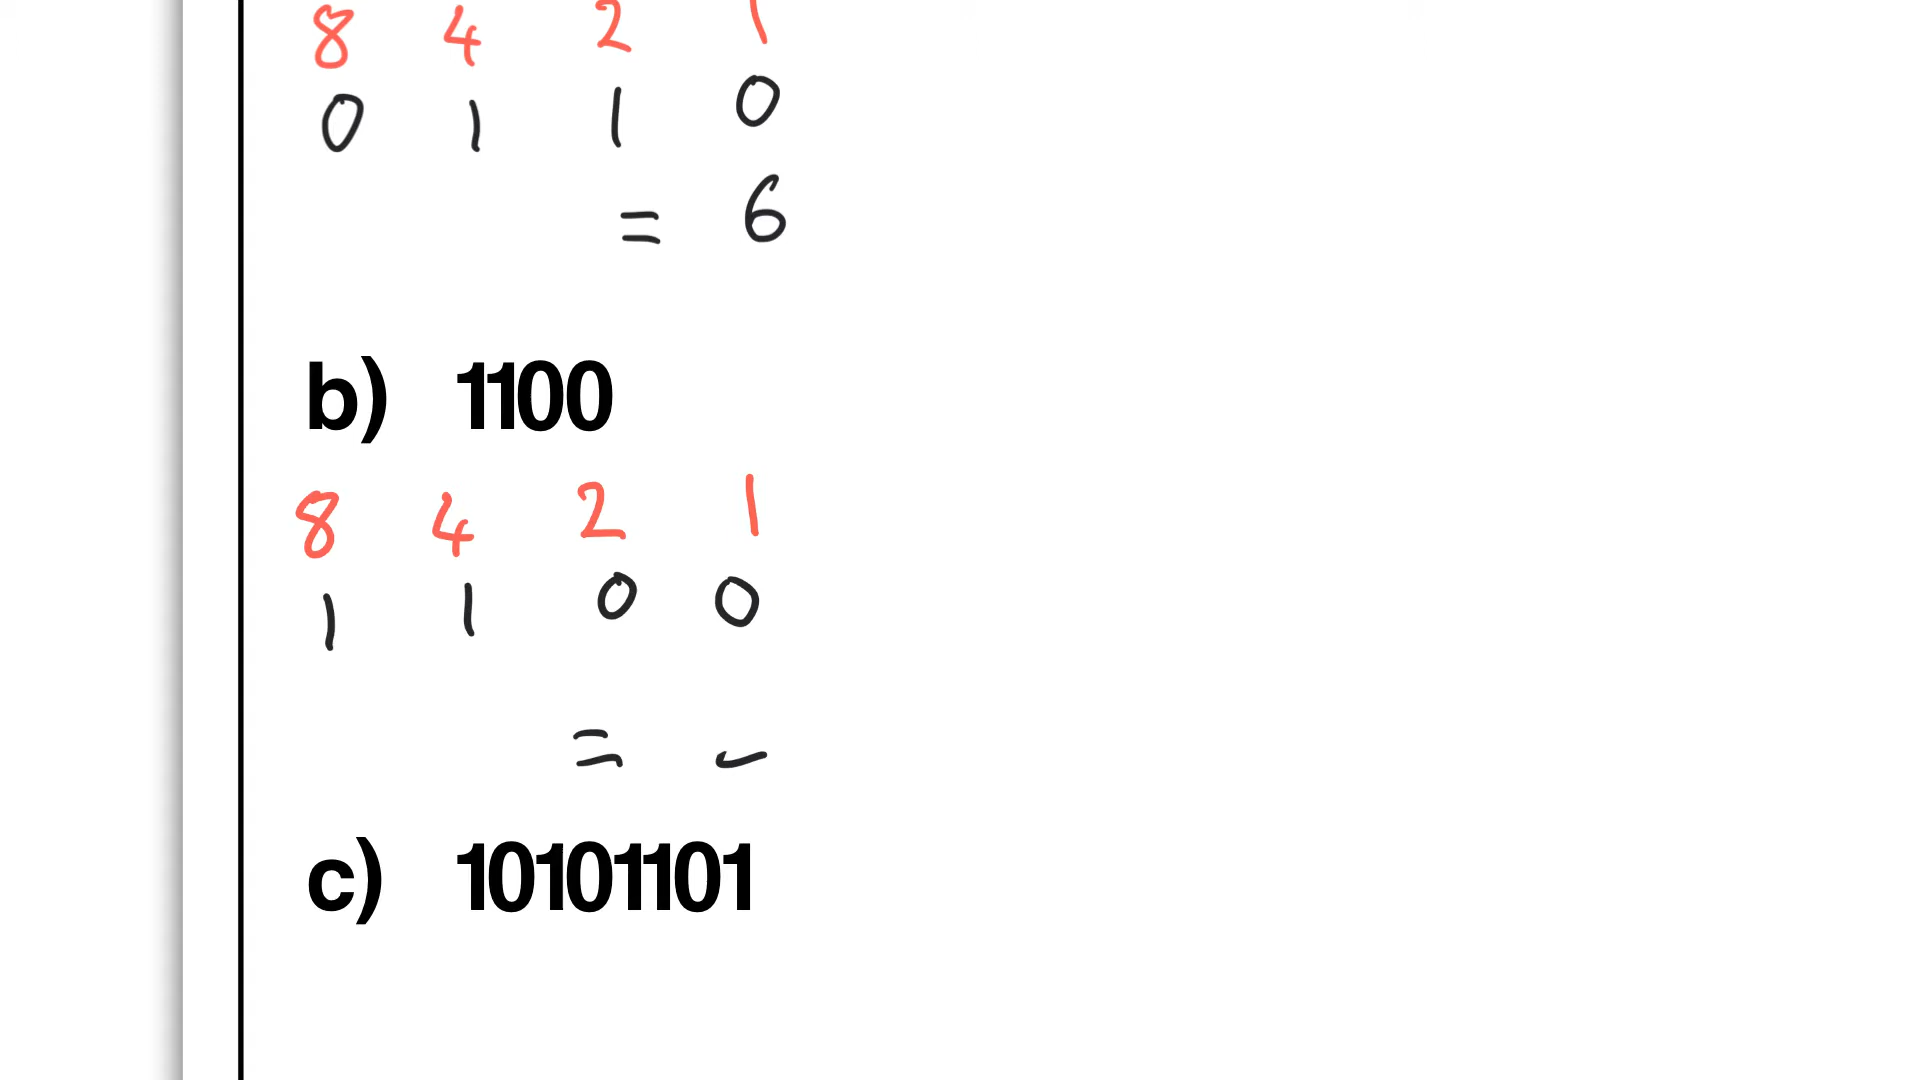 8 4 2 1
0 1 1 0
= 6
b) 1100
8 4 2 1
1 1 0 0
=
c) 10101101